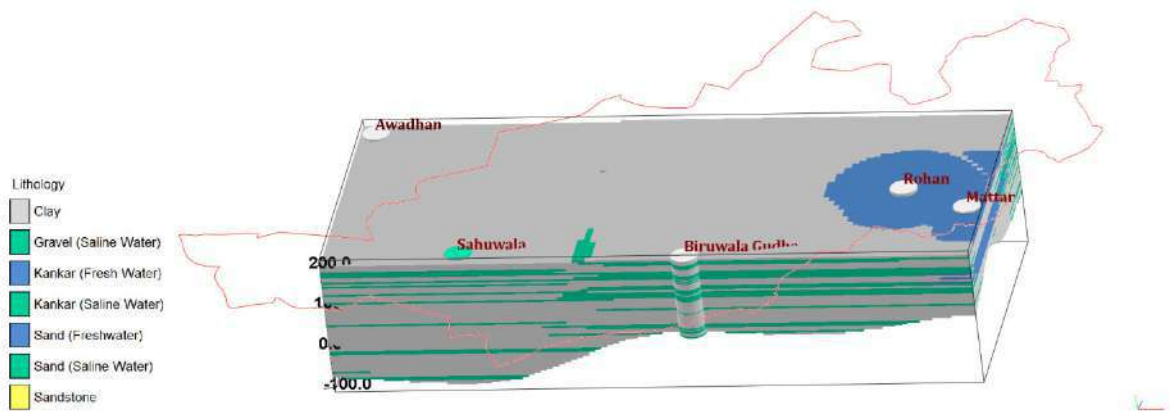 Awadhan
Rohan
Mattar
Lithology
Clay
Gravel (Saline Water)
Kankar (Fresh Water)
Kankar (Saline Water)
Sand (Freshwater)
Sand (Saline Water)
Sandstone
Sahuwala
Biruwala Gudha
200.0
-100.0